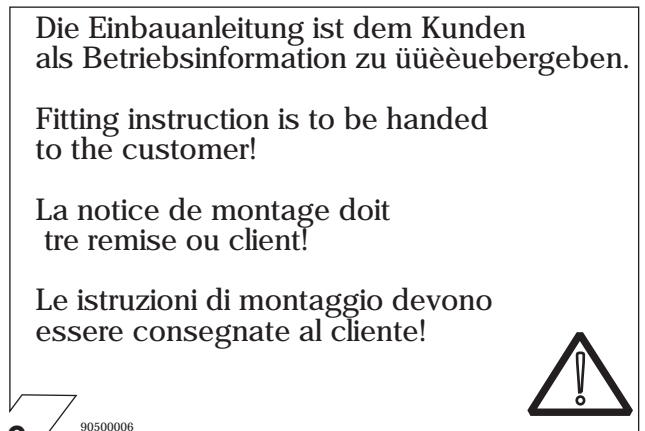 Die Einbauanleitung ist dem Kunden
als Betriebsinformation zu üüèèuebergeben.
Fitting instruction is to be handed
to the customer!
La notice de montage doit
tre remise ou client!
Le istruzioni di montaggio devono
essere consegnate al cliente!
90500006